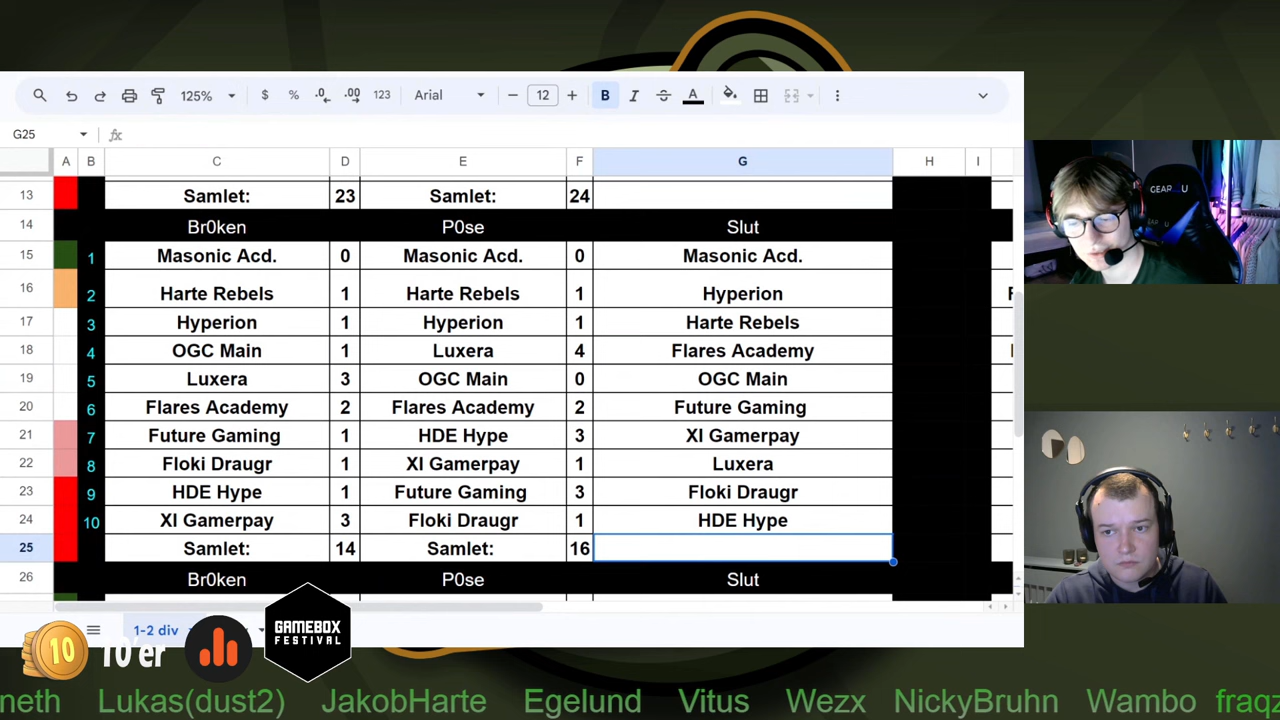 125% $ % .0 .00 123 Arial 12 B I A
G25 fx
A B C D E F G H I
13 Samlet: 23 Samlet: 24
14 Br0ken P0se Slut
15 1 Masonic Acd. 0 Masonic Acd. 0 Masonic Acd.
16 2 Harte Rebels 1 Harte Rebels 1 Hyperion
17 3 Hyperion 1 Hyperion 1 Harte Rebels
18 4 OGC Main 1 Luxera 4 Flares Academy
19 5 Luxera 3 OGC Main 0 OGC Main
20 6 Flares Academy 2 Flares Academy 2 Future Gaming
21 7 Future Gaming 1 HDE Hype 3 XI Gamerpay
22 8 Floki Draugr 1 XI Gamerpay 1 Luxera
23 9 HDE Hype 1 Future Gaming 3 Floki Draugr
24 10 XI Gamerpay 3 Floki Draugr 1 HDE Hype
25 Samlet: 14 Samlet: 16
26 Br0ken P0se Slut
1-2 div
10 10'er
GAMEBOX
FESTIVAL
GEAR4U
neth Lukas(dust2) JakobHarte Egelund Vitus Wezx NickyBruhn Wambo fraqz